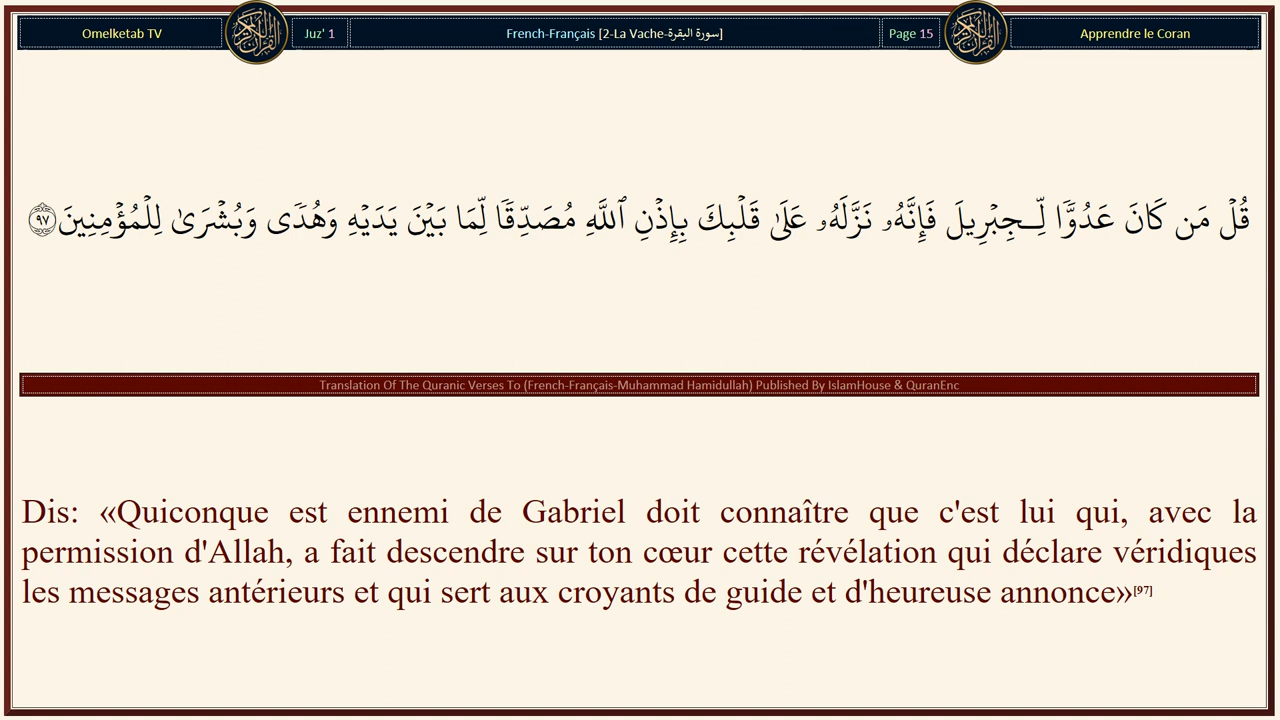 Omelketab TV
Juz' 1
French-Français [2-La Vache-سورة البقرة]
Page 15
Apprendre le Coran
قُلۡ مَن كَانَ عَدُوّٗا لِّـجِبۡرِيلَ فَإِنَّهُۥ نَزَّلَهُۥ عَلَىٰ قَلۡبِكَ بِإِذۡنِ ٱللَّهِ مُصَدِّقٗا لِّمَا بَيۡنَ يَدَيۡهِ وَهُدٗى وَبُشۡرَىٰ لِلۡمُؤۡمِنِينَ ٩٧
Translation Of The Quranic Verses To (French-Français-Muhammad Hamidullah) Published By IslamHouse & QuranEnc
Dis: «Quiconque est ennemi de Gabriel doit connaître que c'est lui qui, avec la
permission d'Allah, a fait descendre sur ton cœur cette révélation qui déclare véridiques
les messages antérieurs et qui sert aux croyants de guide et d'heureuse annonce»[97]